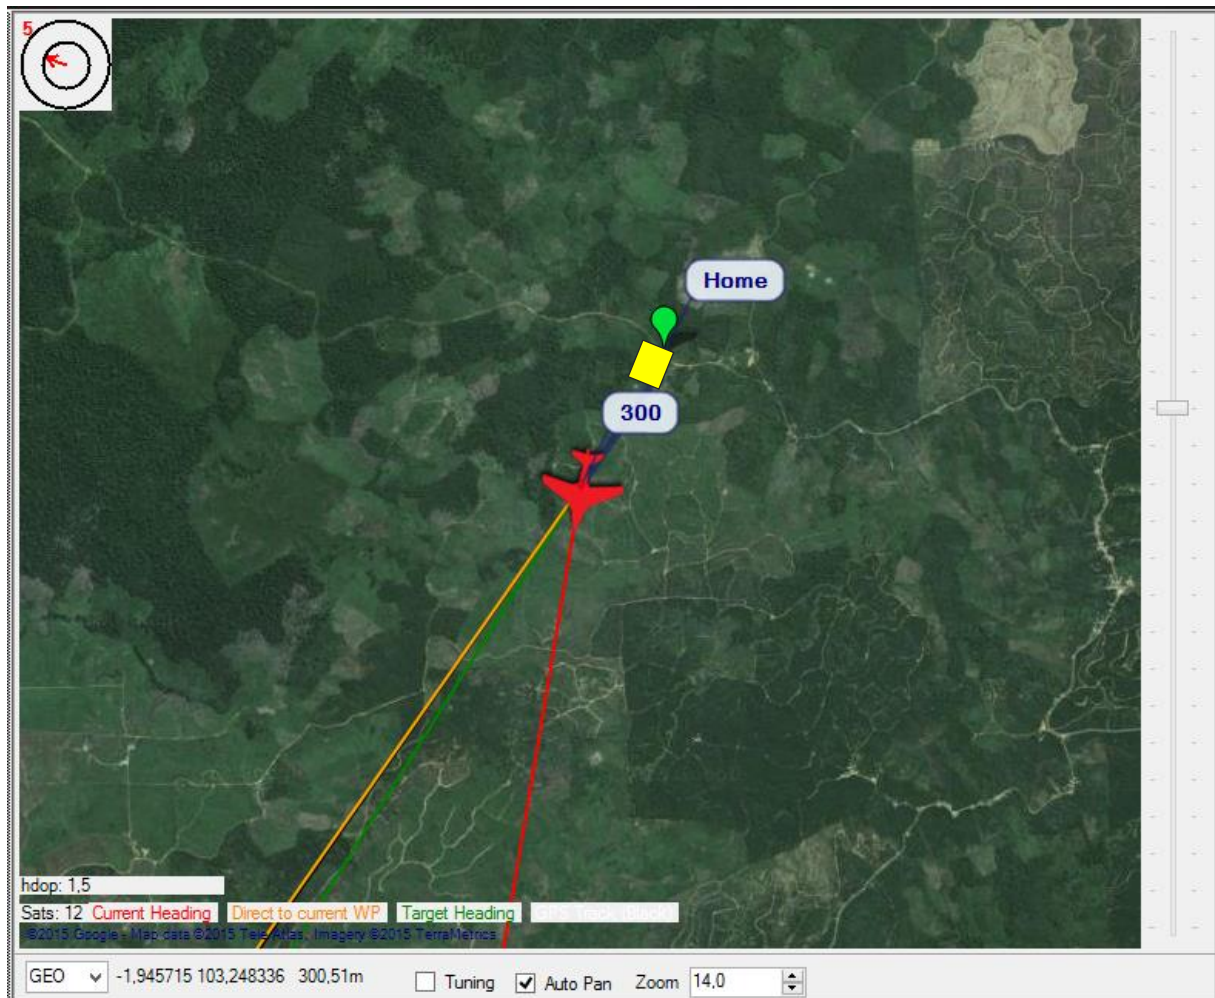 5
Home
300
hdop: 1,5
Sats: 12 Current Heading Direct to current WP Target Heading GPS Track (Black)
©2015 Google - Map data ©2015 Tele Atlas, Imagery ©2015 TerraMetrics
GEO -1,945715 103,248336 300,51m Tuning Auto Pan Zoom 14,0